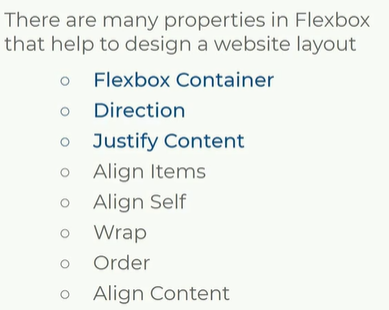 There are many properties in Flexbox
that help to design a website layout
Flexbox Container
Direction
Justify Content
Align Items
Align Self
Wrap
Order
Align Content